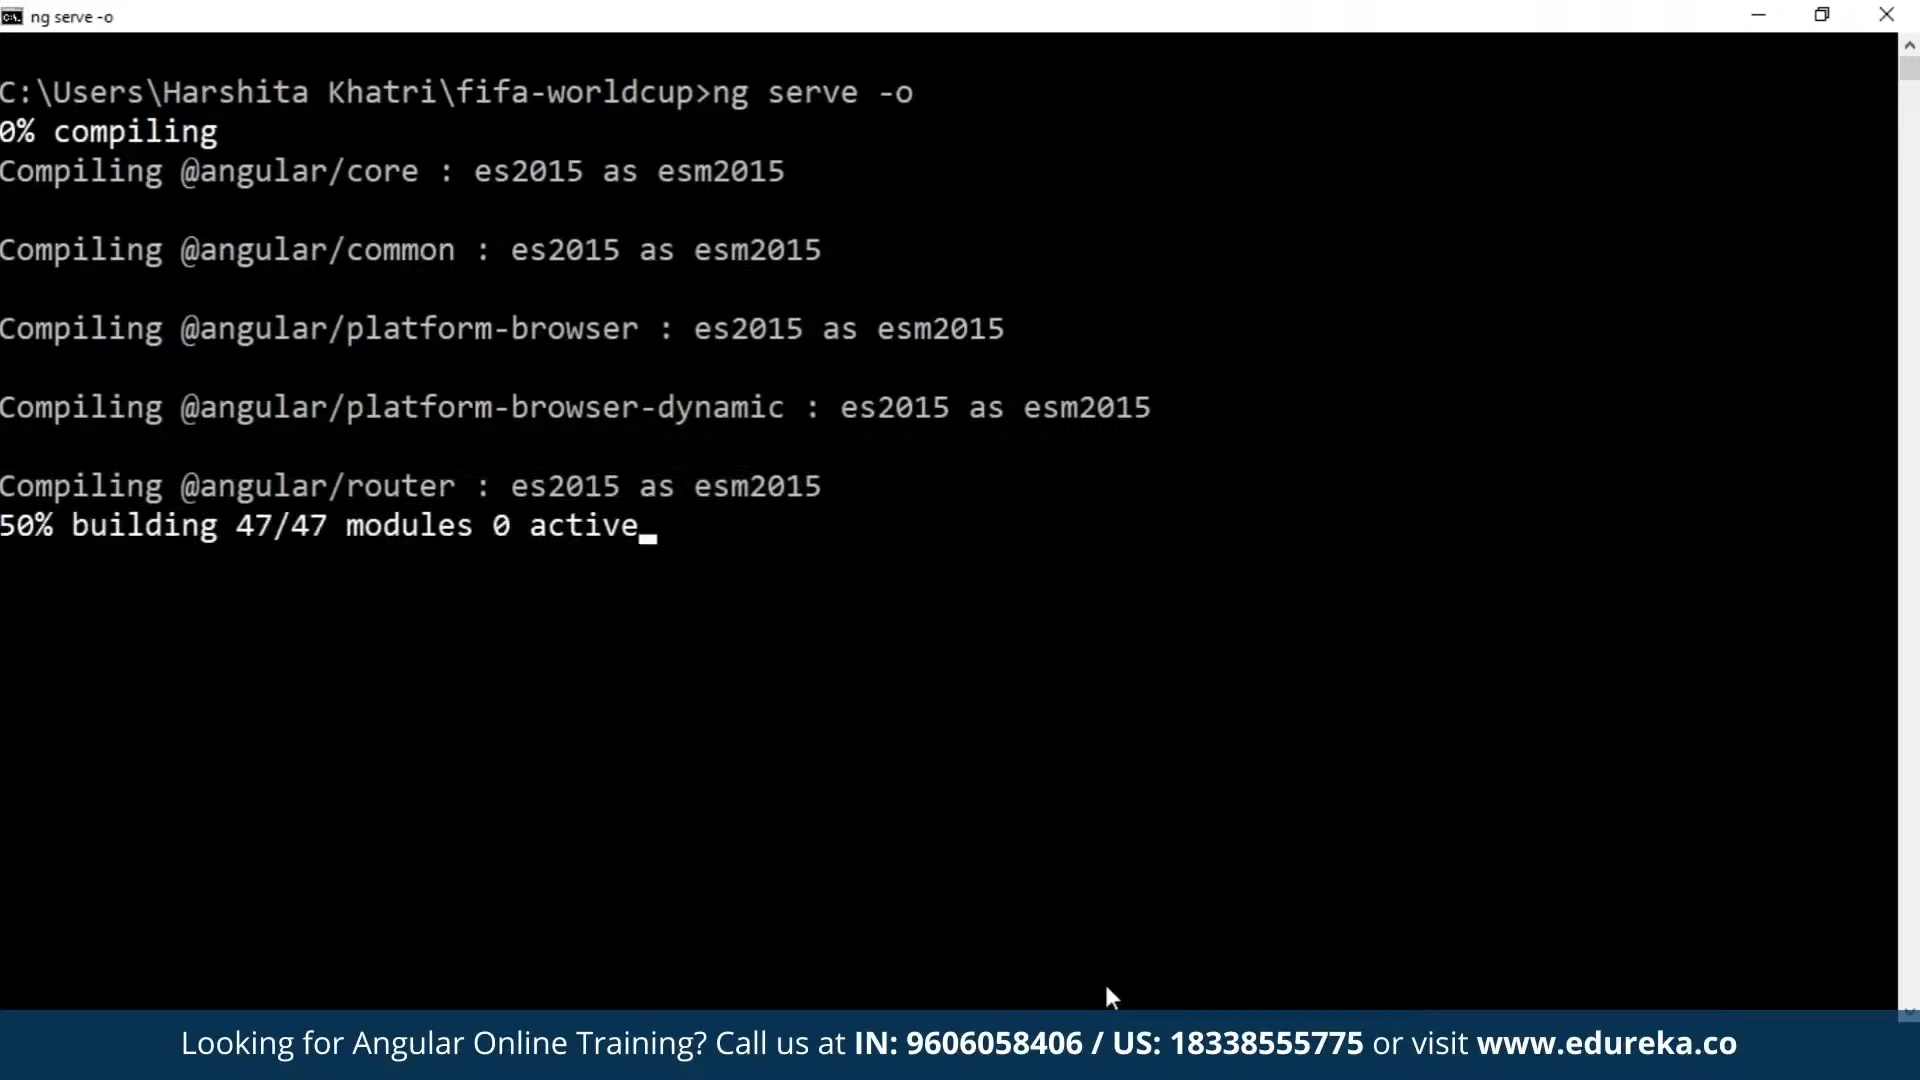 ng serve -o
C:\Users\Harshita Khatri\fifa-worldcup>ng serve -o
0% compiling
Compiling @angular/core : es2015 as esm2015
Compiling @angular/common : es2015 as esm2015
Compiling @angular/platform-browser : es2015 as esm2015
Compiling @angular/platform-browser-dynamic : es2015 as esm2015
Compiling @angular/router : es2015 as esm2015
50% building 47/47 modules 0 active
Looking for Angular Online Training? Call us at IN: 9606058406 / US: 18338555775 or visit www.edureka.co